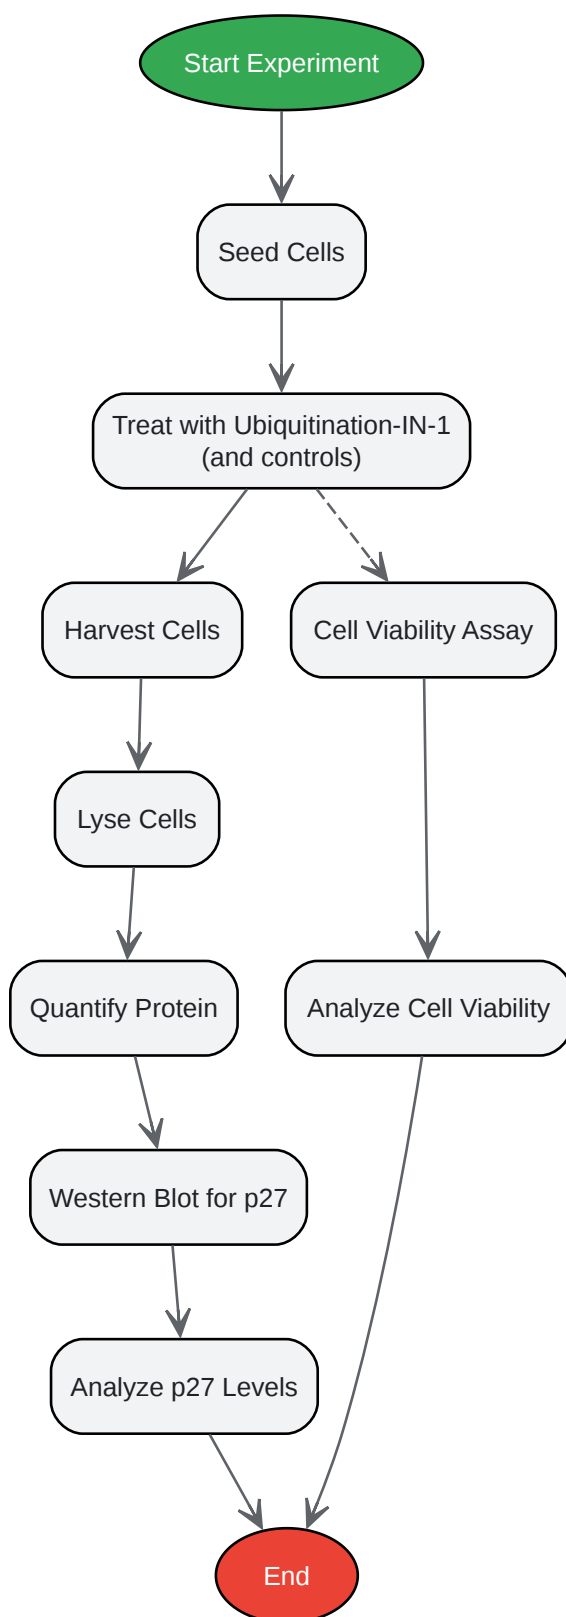 Start Experiment
Seed Cells
Treat with Ubiquitination-IN-1
(and controls)
Harvest Cells
Cell Viability Assay
Lyse Cells
Quantify Protein
Analyze Cell Viability
Western Blot for p27
Analyze p27 Levels
End